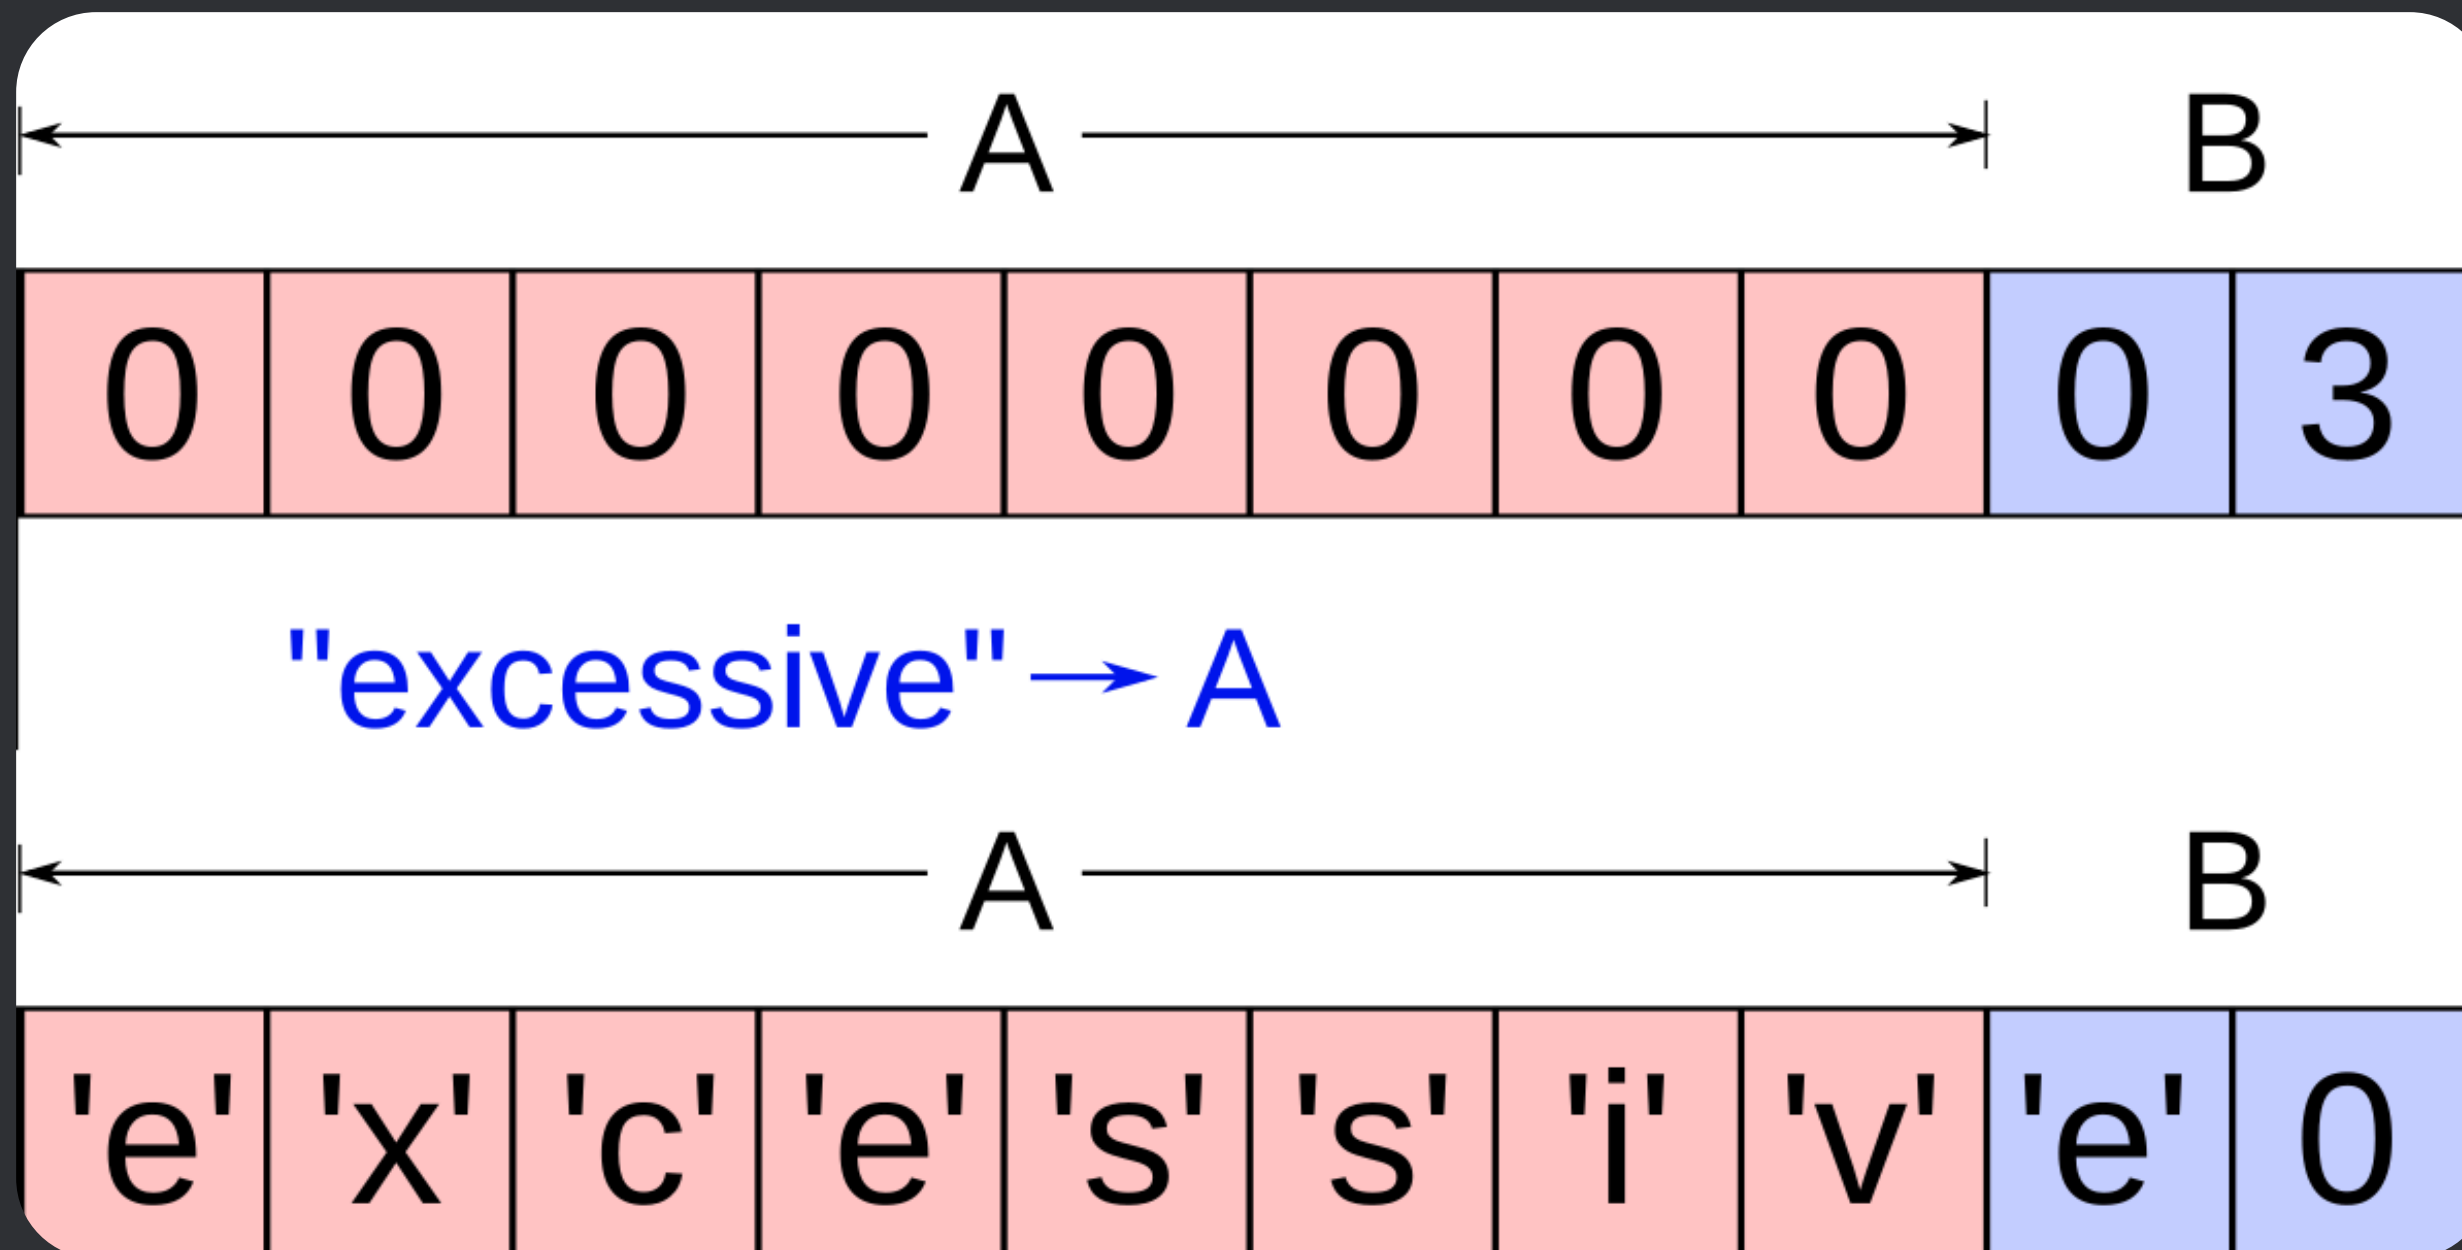 A B
0 0 0 0 0 0 0 0 0 3
"excessive" → A
A B
'e' 'x' 'c' 'e' 's' 's' 'i' 'v' 'e' 0